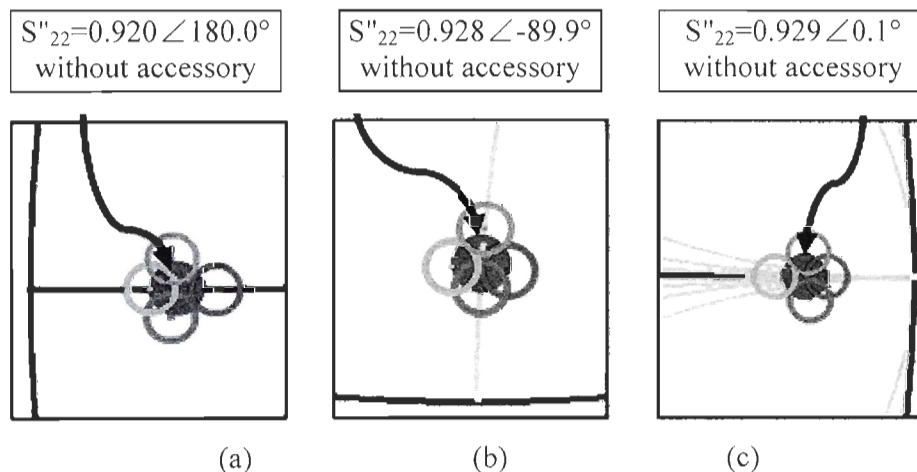 S"₂₂=0.920∠180.0°
without accessory
S"₂₂=0.928∠-89.9°
without accessory
S"₂₂=0.929∠0.1°
without accessory
(a)
(b)
(c)